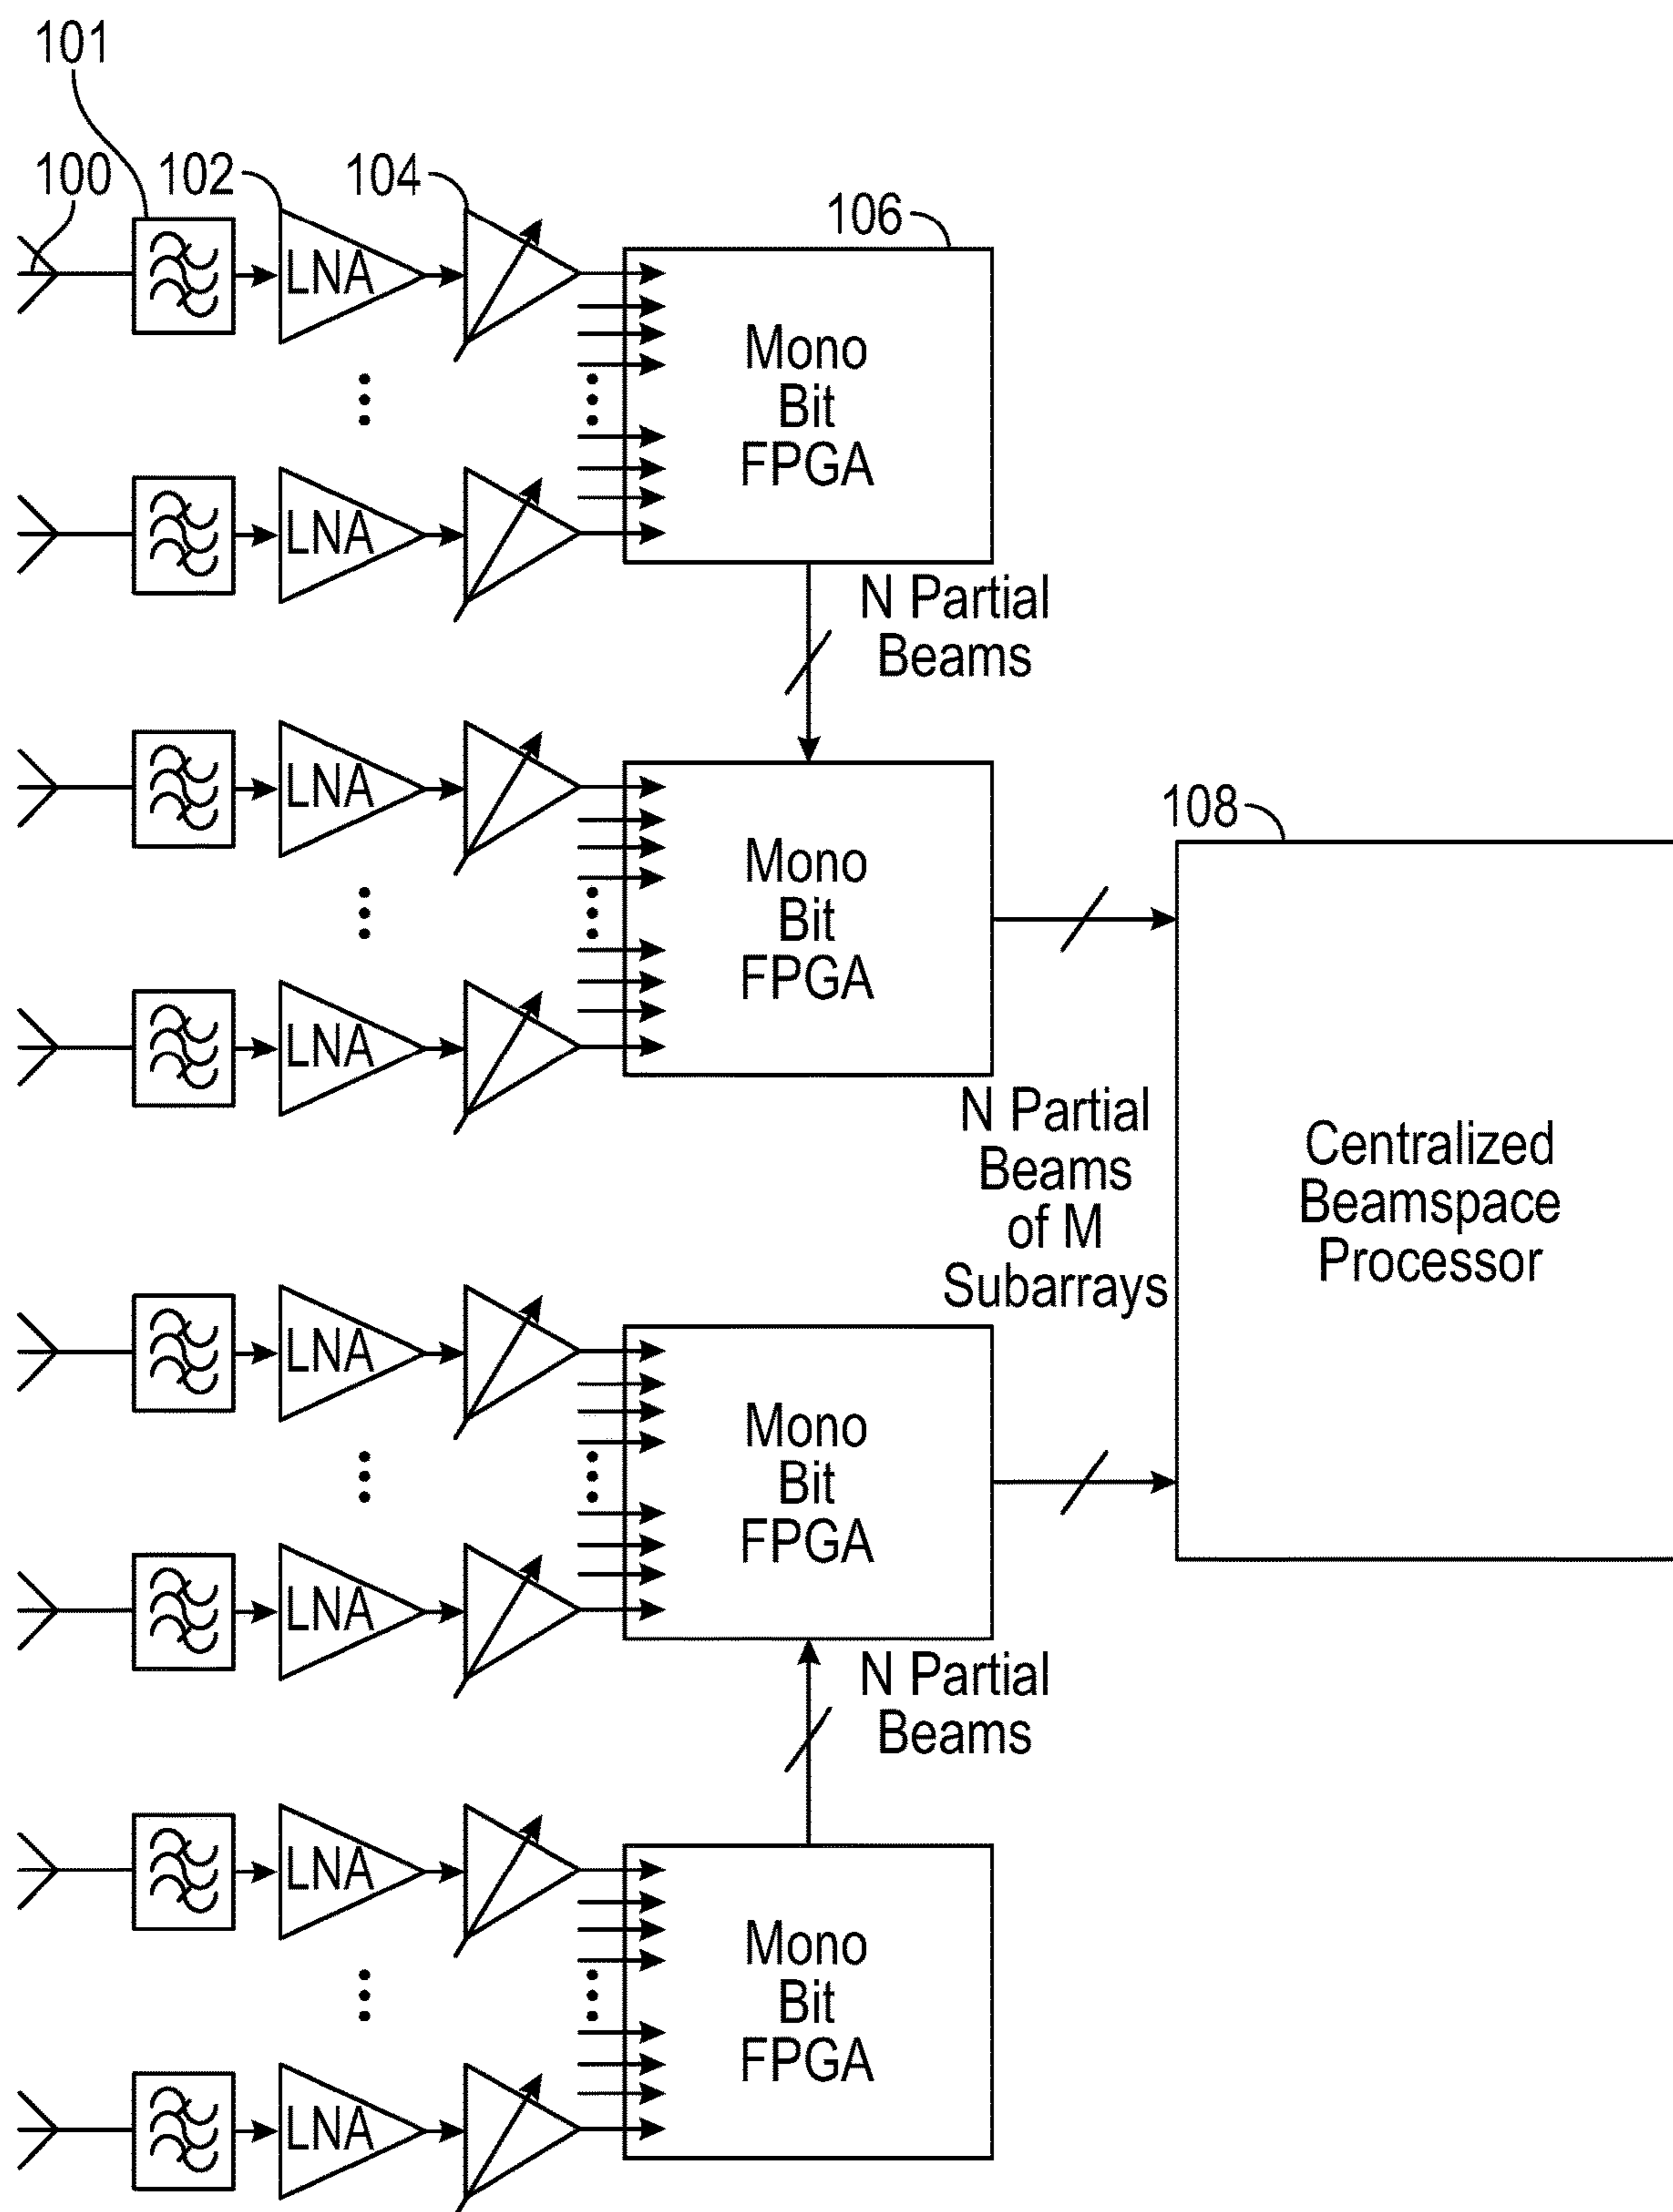 101
100
102
104
106
LNA
Mono
Bit
FPGA
LNA
N Partial
Beams
LNA
Mono
Bit
FPGA
108
LNA
N Partial
Beams
of M
Subarrays
Centralized
Beamspace
Processor
LNA
Mono
Bit
FPGA
LNA
N Partial
Beams
LNA
Mono
Bit
FPGA
LNA